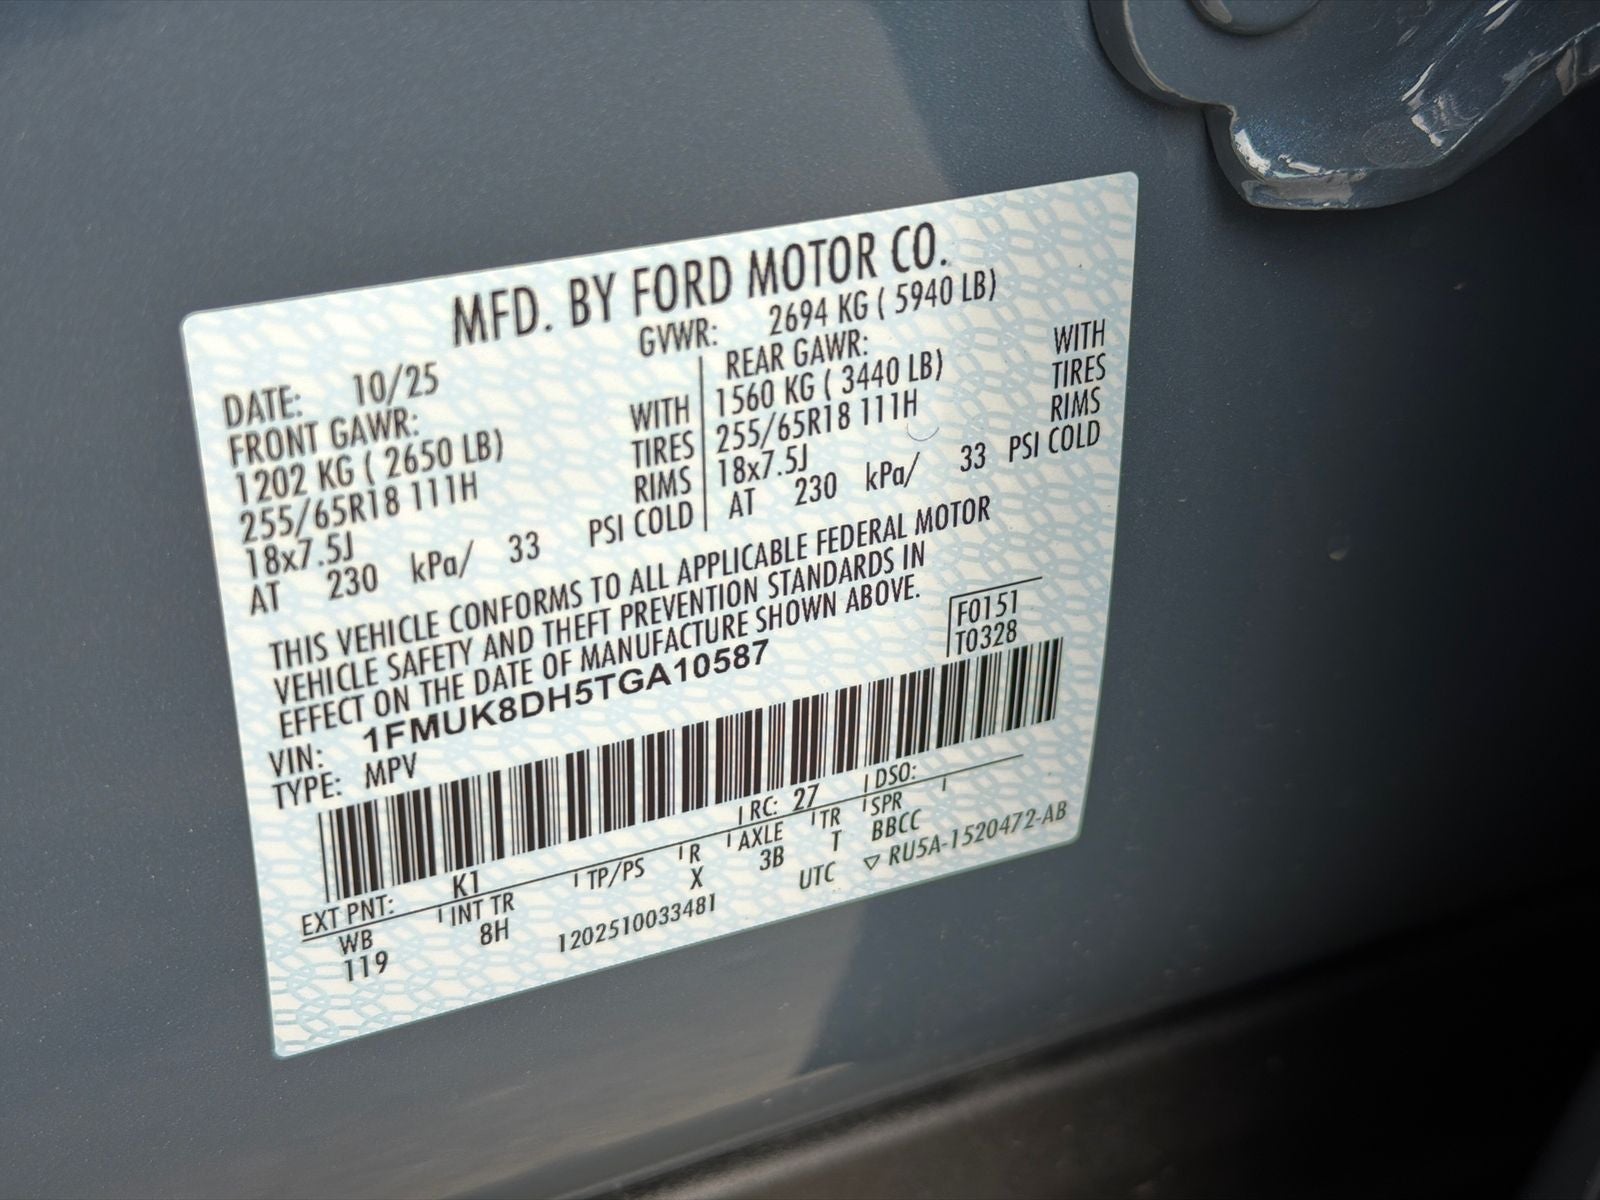 MFD. BY FORD MOTOR CO.
DATE: 10/25
GVWR: 2694 KG ( 5940 LB)
FRONT GAWR:
1202 KG ( 2650 LB) WITH
255/65R18 111H TIRES
18x7.5J RIMS
AT 230 kPa/ 33 PSI COLD
REAR GAWR:
1560 KG ( 3440 LB) WITH
255/65R18 111H TIRES
18x7.5J RIMS
AT 230 kPa/ 33 PSI COLD
THIS VEHICLE CONFORMS TO ALL APPLICABLE FEDERAL MOTOR
VEHICLE SAFETY AND THEFT PREVENTION STANDARDS IN
EFFECT ON THE DATE OF MANUFACTURE SHOWN ABOVE.
F0151
T0328
VIN: 1FMUK8DH5TGA10587
TYPE: MPV
EXT PNT: K1 RC: 27 DSO:
WB INT TR TP/PS R AXLE TR SPR
119 8H X 3B T BBCC
1202510033481 UTC ▽ RU5A-1520472-AB